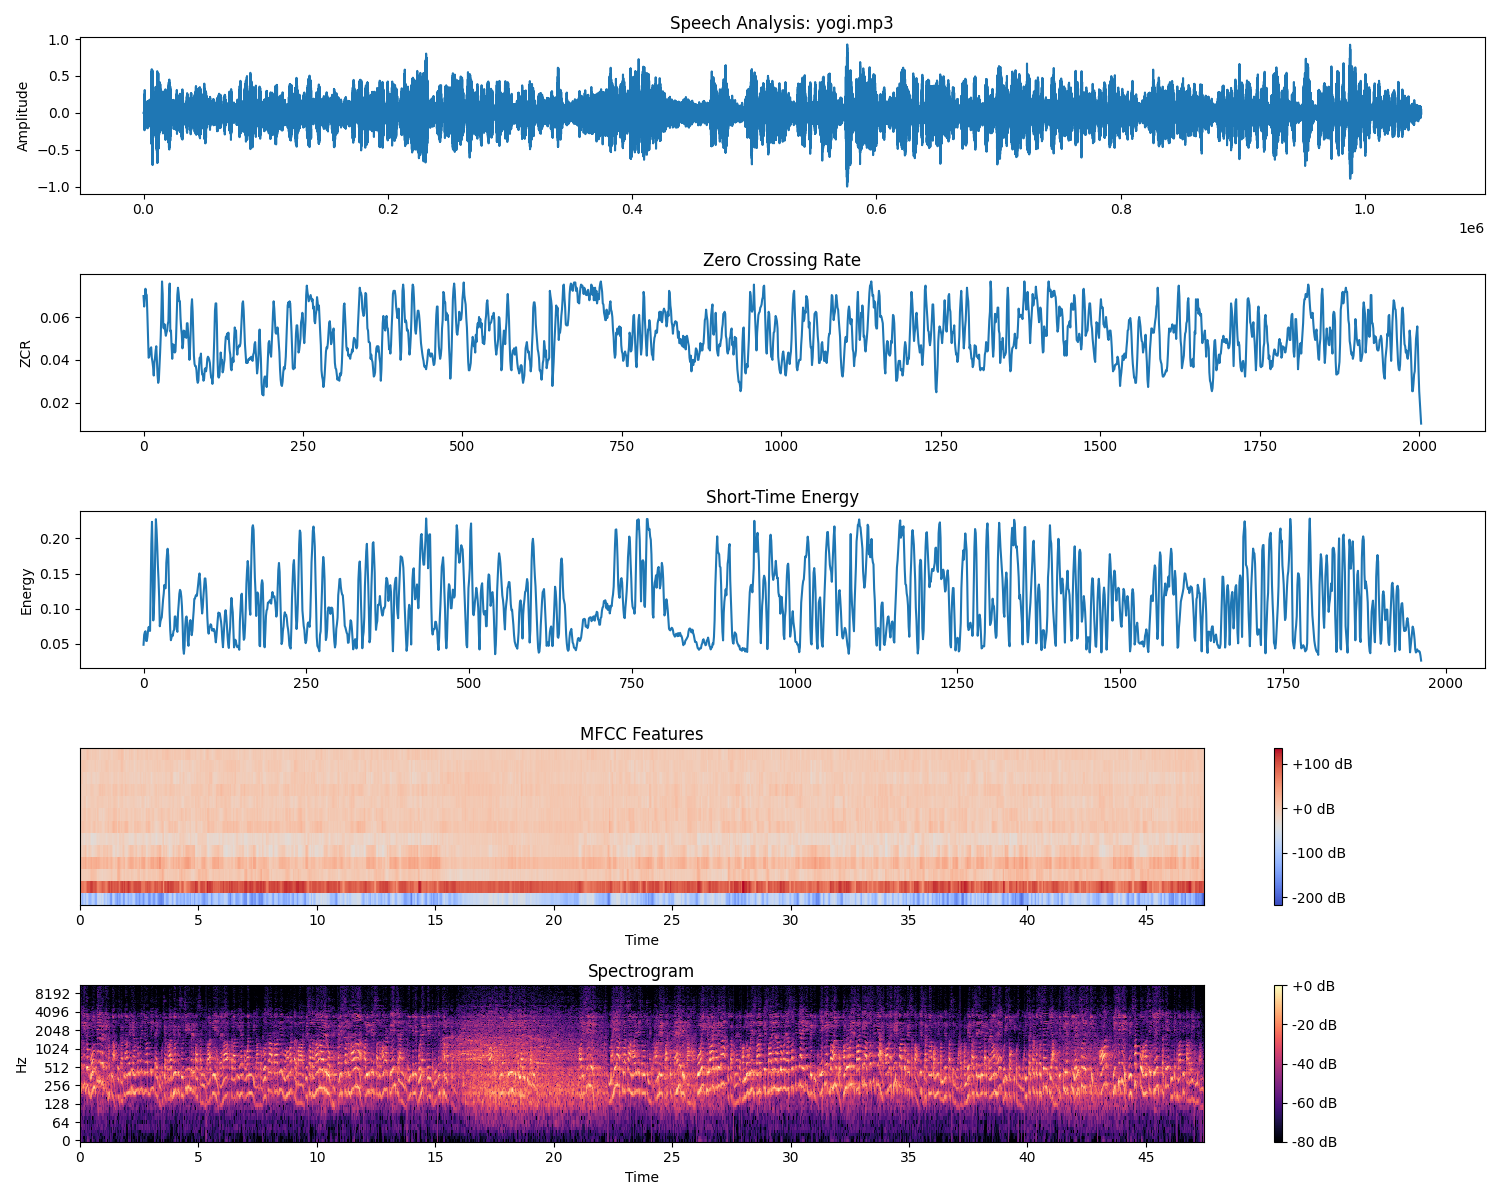 Speech Analysis: yogi.mp3
Amplitude
1.0
0.5
0.0
−0.5
−1.0
0.0 0.2 0.4 0.6 0.8 1.0
1e6
Zero Crossing Rate
ZCR
0.06
0.04
0.02
0 250 500 750 1000 1250 1500 1750 2000
Short-Time Energy
Energy
0.20
0.15
0.10
0.05
0 250 500 750 1000 1250 1500 1750 2000
MFCC Features
+100 dB
+0 dB
-100 dB
-200 dB
0 5 10 15 20 25 30 35 40 45
Time
Spectrogram
Hz
8192
4096
2048
1024
512
256
128
64
0
+0 dB
-20 dB
-40 dB
-60 dB
-80 dB
0 5 10 15 20 25 30 35 40 45
Time